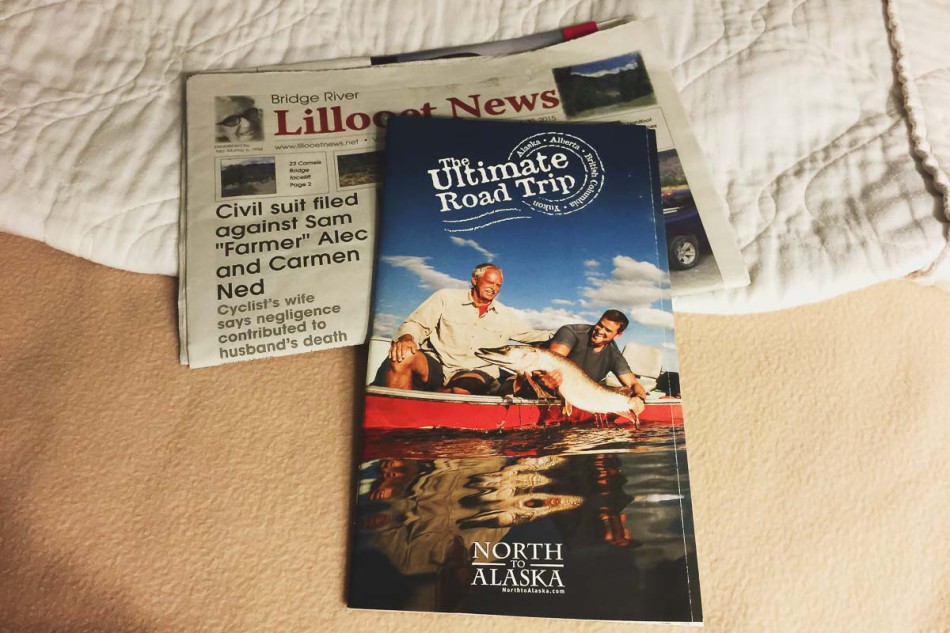 Bridge River
Lillooet News
2015
www.lillooetnews.net
23 Camels
Bridge
facelift
Page 2
Civil suit filed
against Sam
"Farmer" Alec
and Carmen
Ned
Cyclist's wife
says negligence
contributed to
husband's death
The
Ultimate
Road Trip
Alaska • Alberta • British Columbia • Yukon •
NORTH
TO
ALASKA
NorthtoAlaska.com